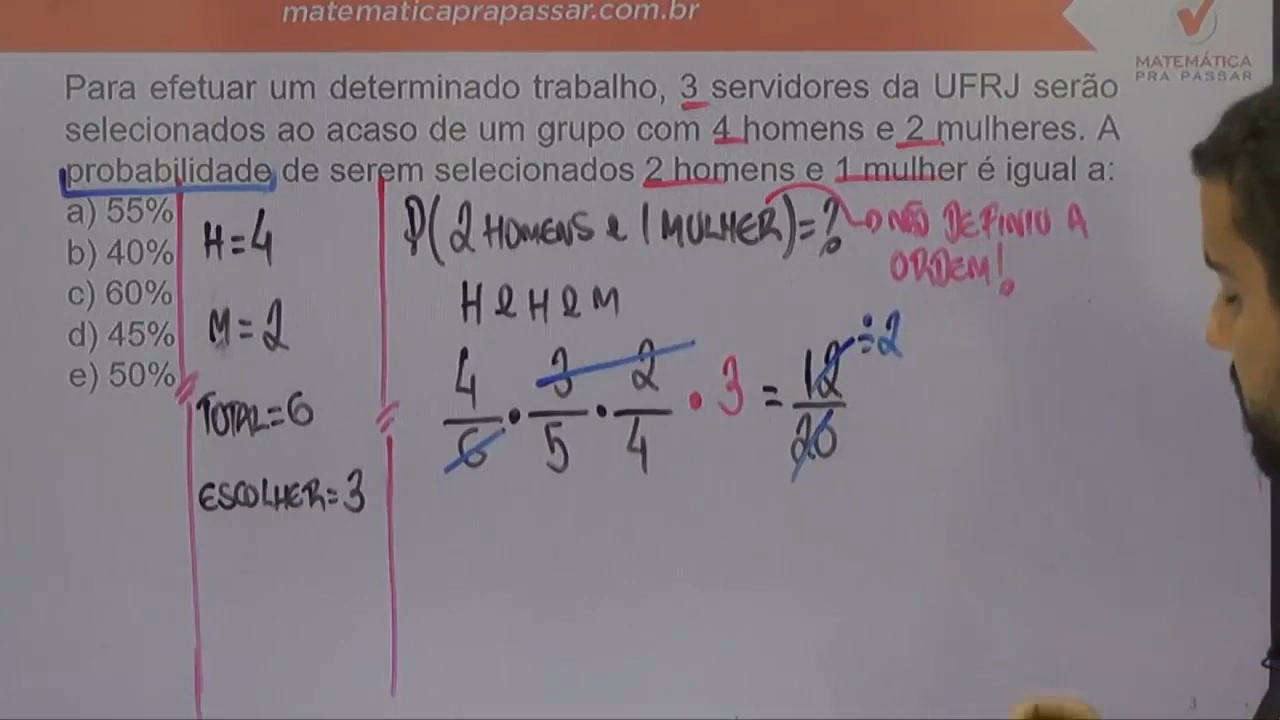 matematicaprapassar.com.br
MATEMÁTICA
PRA PASSAR
Para efetuar um determinado trabalho, 3 servidores da UFRJ serão
selecionados ao acaso de um grupo com 4 homens e 2 mulheres. A
probabilidade de serem selecionados 2 homens e 1 mulher é igual a:
a) 55%
b) 40%
c) 60%
d) 45%
e) 50%
H=4
M=2
TOTAL=6
ESCOLHER=3
P(2 HOMENS e 1 MULHER)=?
NÃO DEFINIU A
ORDEM!
H e H e M
4/6 · 3/5 · 2/4 · 3 = 12/20 ÷2
3